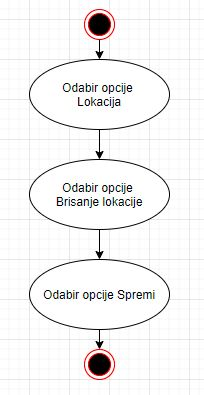 Odabir opcije
Lokacija
Odabir opcije
Brisanje lokacije
Odabir opcije Spremi